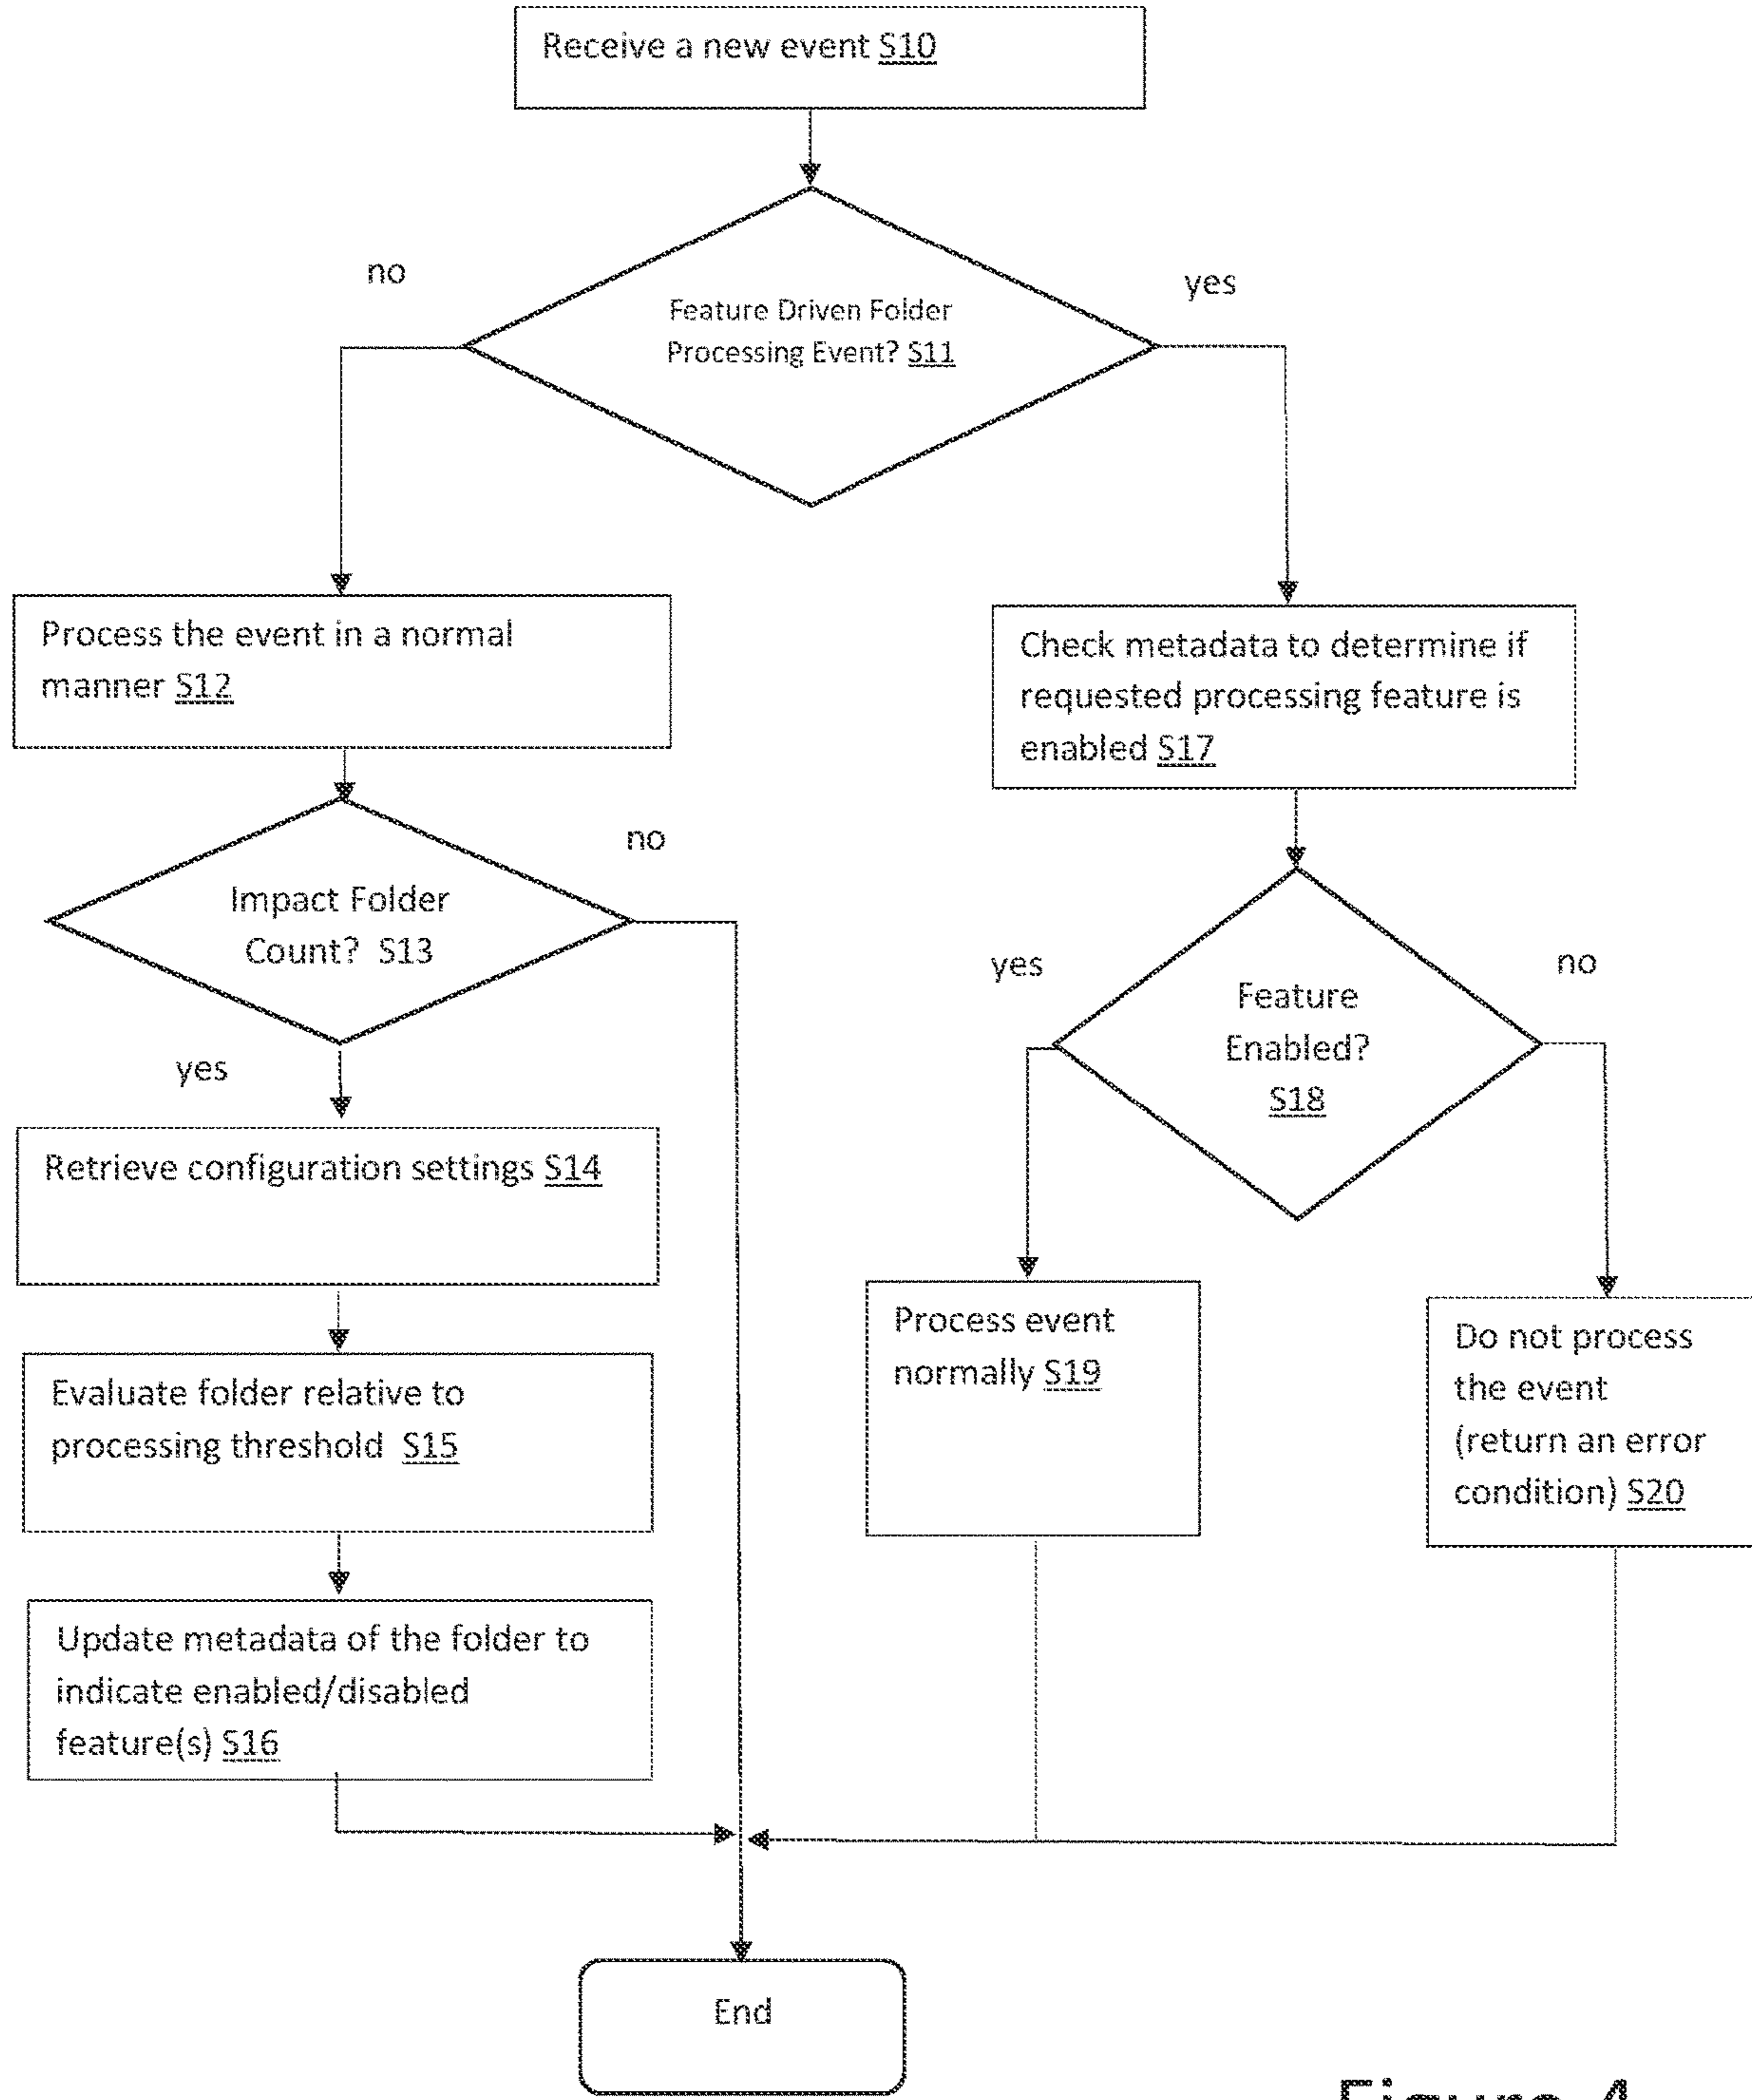 Receive a new event S10
no
yes
Feature Driven Folder
Processing Event? S11
Process the event in a normal
manner S12
Check metadata to determine if
requested processing feature is
enabled S17
no
Impact Folder
Count? S13
yes
yes
no
Feature
Enabled?
S18
Retrieve configuration settings S14
Process event
normally S19
Do not process
the event
(return an error
condition) S20
Evaluate folder relative to
processing threshold S15
Update metadata of the folder to
indicate enabled/disabled
feature(s) S16
End
Figure 4